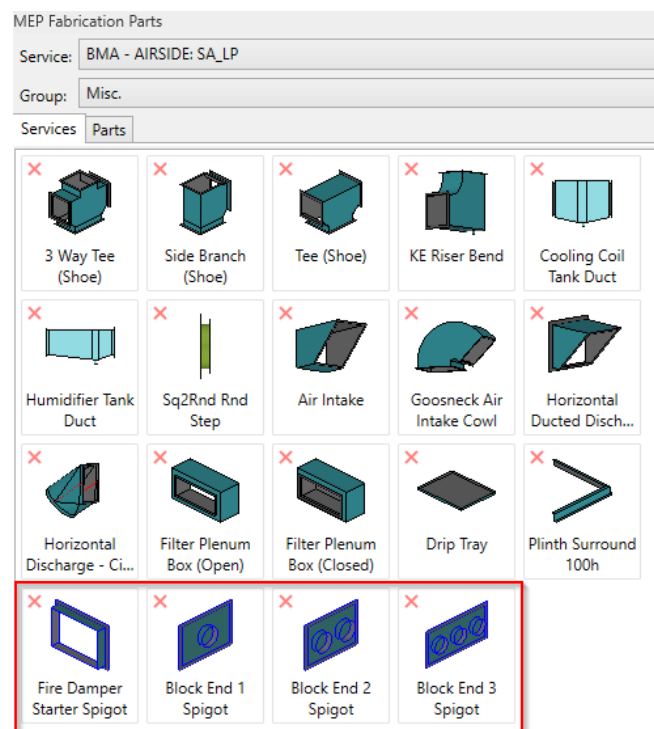 MEP Fabrication Parts
Service: BMA - AIRSIDE: SA_LP
Group: Misc.
Services Parts
3 Way Tee
(Shoe)
Side Branch
(Shoe)
Tee (Shoe)
KE Riser Bend
Cooling Coil
Tank Duct
Humidifier Tank
Duct
Sq2Rnd Rnd
Step
Air Intake
Goosneck Air
Intake Cowl
Horizontal
Ducted Disch...
Horizontal
Discharge - Ci...
Filter Plenum
Box (Open)
Filter Plenum
Box (Closed)
Drip Tray
Plinth Surround
100h
Fire Damper
Starter Spigot
Block End 1
Spigot
Block End 2
Spigot
Block End 3
Spigot